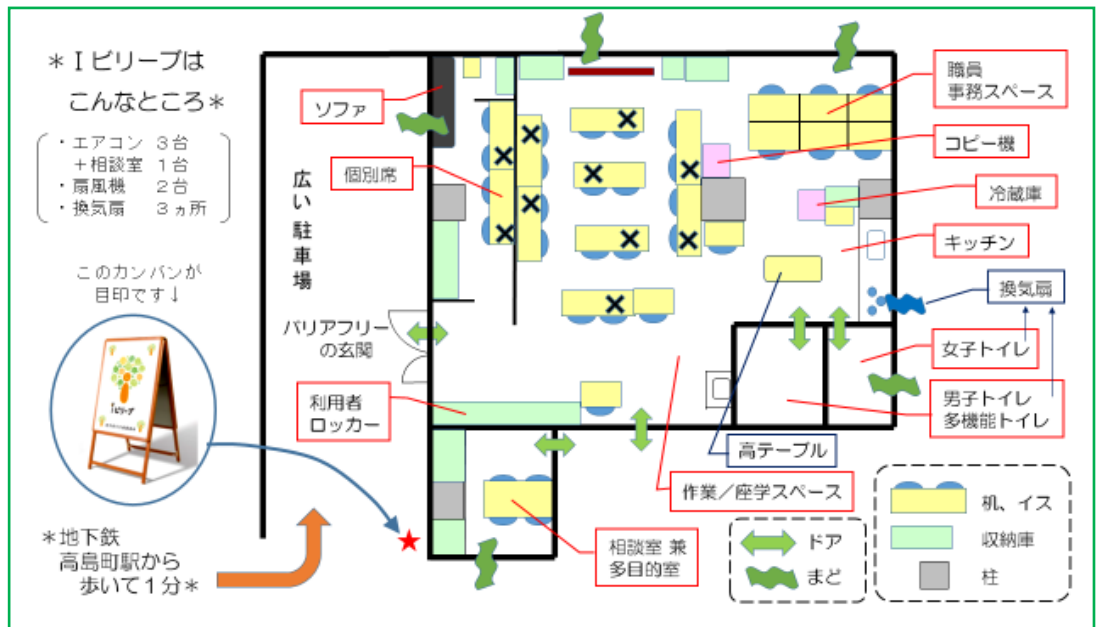 ＊Ｉビリーブは
こんなところ＊
・エアコン ３台
＋相談室 １台
・扇風機 ２台
・換気扇 ３ヵ所
このカンバンが
目印です↓
Ｉビリーブ
＊地下鉄
高島町駅から
歩いて１分＊
広い駐車場
ソファ
個別席
バリアフリー
の玄関
利用者
ロッカー
職員
事務スペース
コピー機
冷蔵庫
キッチン
換気扇
女子トイレ
男子トイレ
多機能トイレ
高テーブル
作業／座学スペース
相談室 兼
多目的室
ドア
まど
机、イス
収納庫
柱